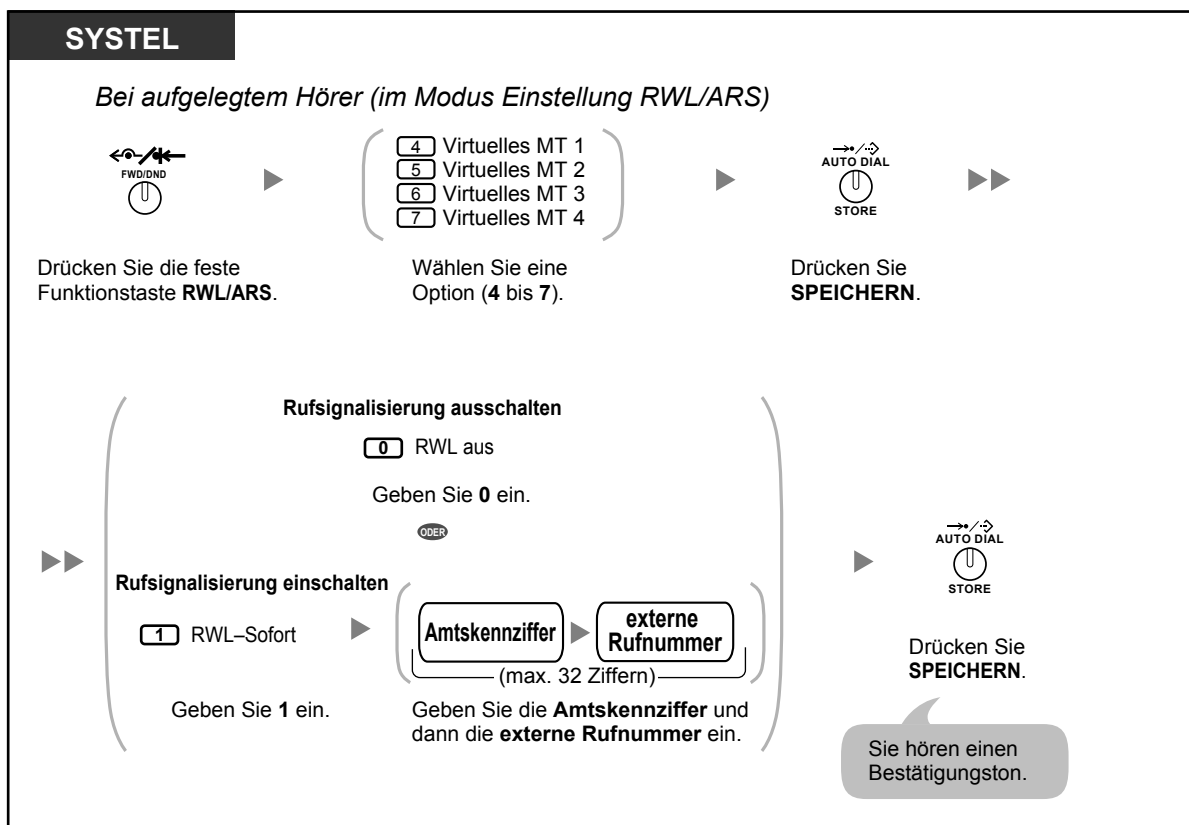 SYSTEL
Bei aufgelegtem Hörer (im Modus Einstellung RWL/ARS)
FWD/DND
4 Virtuelles MT 1
5 Virtuelles MT 2
6 Virtuelles MT 3
7 Virtuelles MT 4
AUTO DIAL
STORE
Drücken Sie die feste
Funktionstaste RWL/ARS.
Wählen Sie eine
Option (4 bis 7).
Drücken Sie
SPEICHERN.
Rufsignalisierung ausschalten
0 RWL aus
Geben Sie 0 ein.
ODER
Rufsignalisierung einschalten
1 RWL–Sofort
Geben Sie 1 ein.
Amtskennziffer
externe
Rufnummer
(max. 32 Ziffern)
Geben Sie die Amtskennziffer und
dann die externe Rufnummer ein.
AUTO DIAL
STORE
Drücken Sie
SPEICHERN.
Sie hören einen
Bestätigungston.